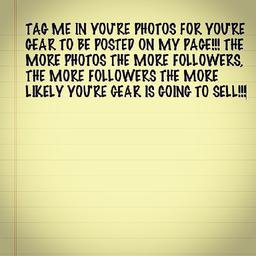 TAG ME IN YOU'RE PHOTOS FOR YOU'RE
GEAR TO BE POSTED ON MY PAGE!!! THE
MORE PHOTOS THE MORE FOLLOWERS,
THE MORE FOLLOWERS THE MORE
LIKELY YOU'RE GEAR IS GOING TO SELL!!!